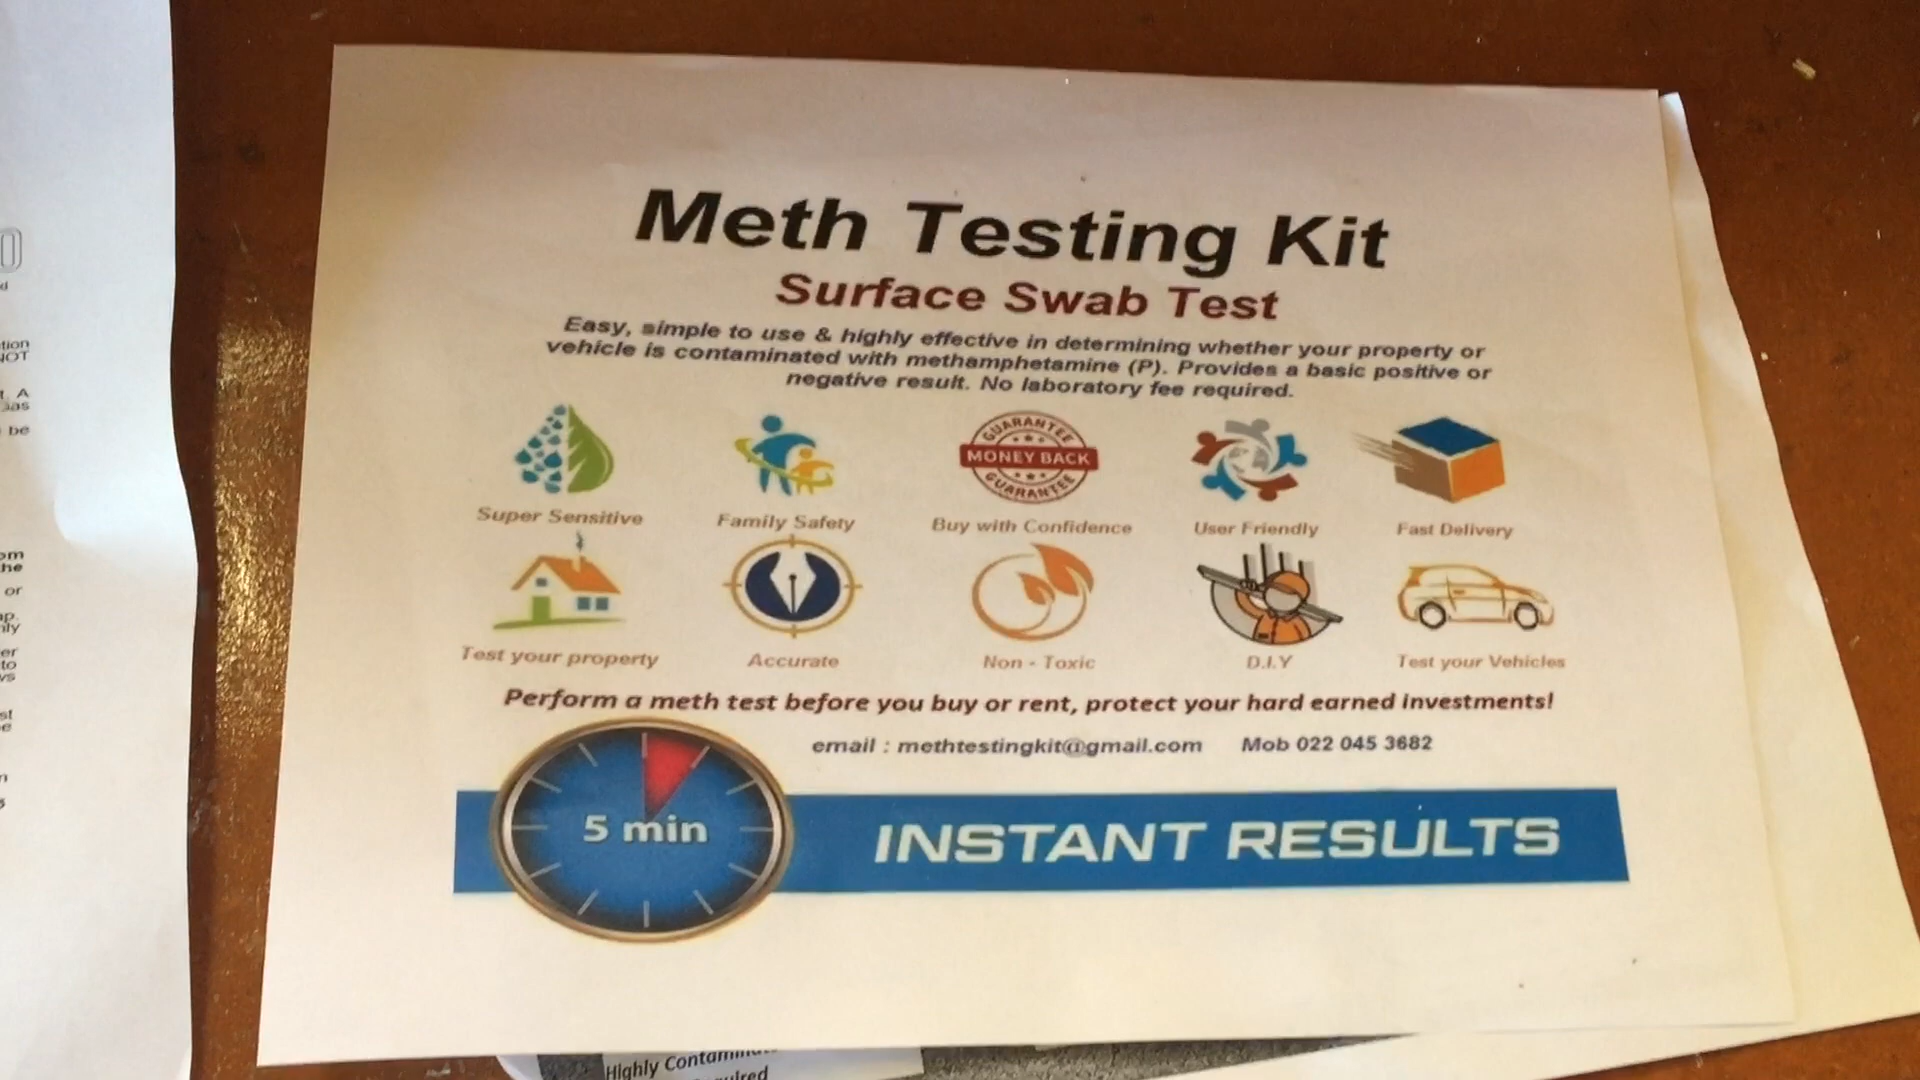 Meth Testing Kit
Surface Swab Test
Easy, simple to use & highly effective in determining whether your property or
vehicle is contaminated with methamphetamine (P). Provides a basic positive or
negative result. No laboratory fee required.
GUARANTEE
MONEY BACK
GUARANTEE
Super Sensitive
Family Safety
Buy with Confidence
User Friendly
Fast Delivery
Test your property
Accurate
Non - Toxic
D.I.Y
Test your Vehicles
Perform a meth test before you buy or rent, protect your hard earned investments!
email : methtestingkit@gmail.com Mob 022 045 3682
5 min
INSTANT RESULTS
Highly
NOT
A
be
or
to